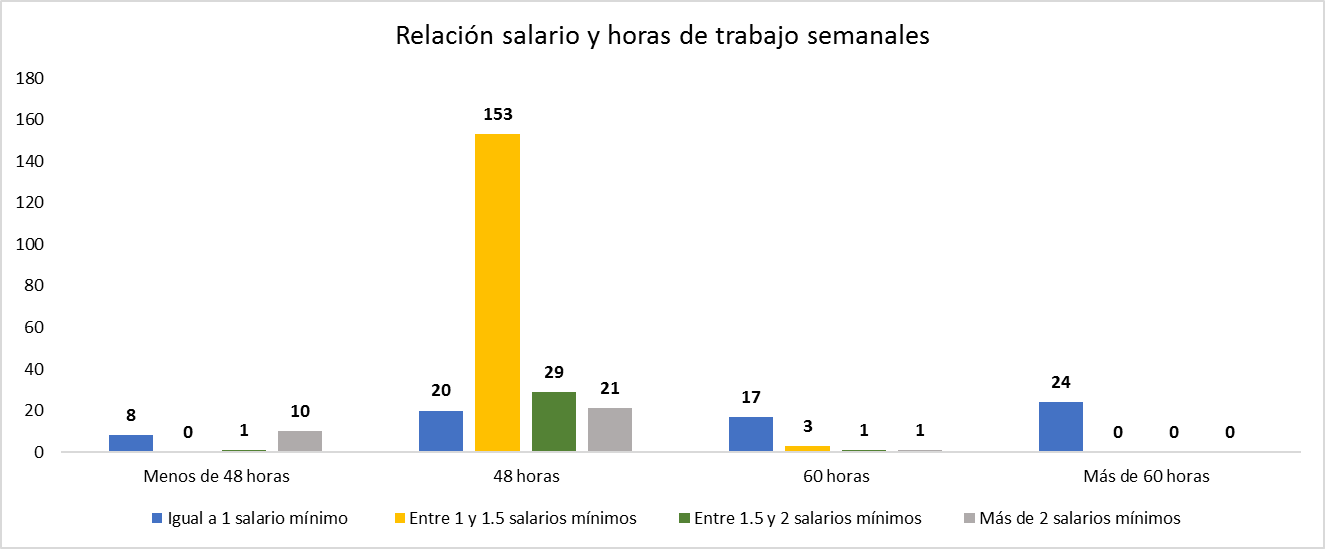 Relación salario y horas de trabajo semanales
180
160
140
120
100
80
60
40
20
0
8
0
1
10
20
153
29
21
17
3
1
1
24
0
0
0
Menos de 48 horas
48 horas
60 horas
Más de 60 horas
Igual a 1 salario mínimo
Entre 1 y 1.5 salarios mínimos
Entre 1.5 y 2 salarios mínimos
Más de 2 salarios mínimos